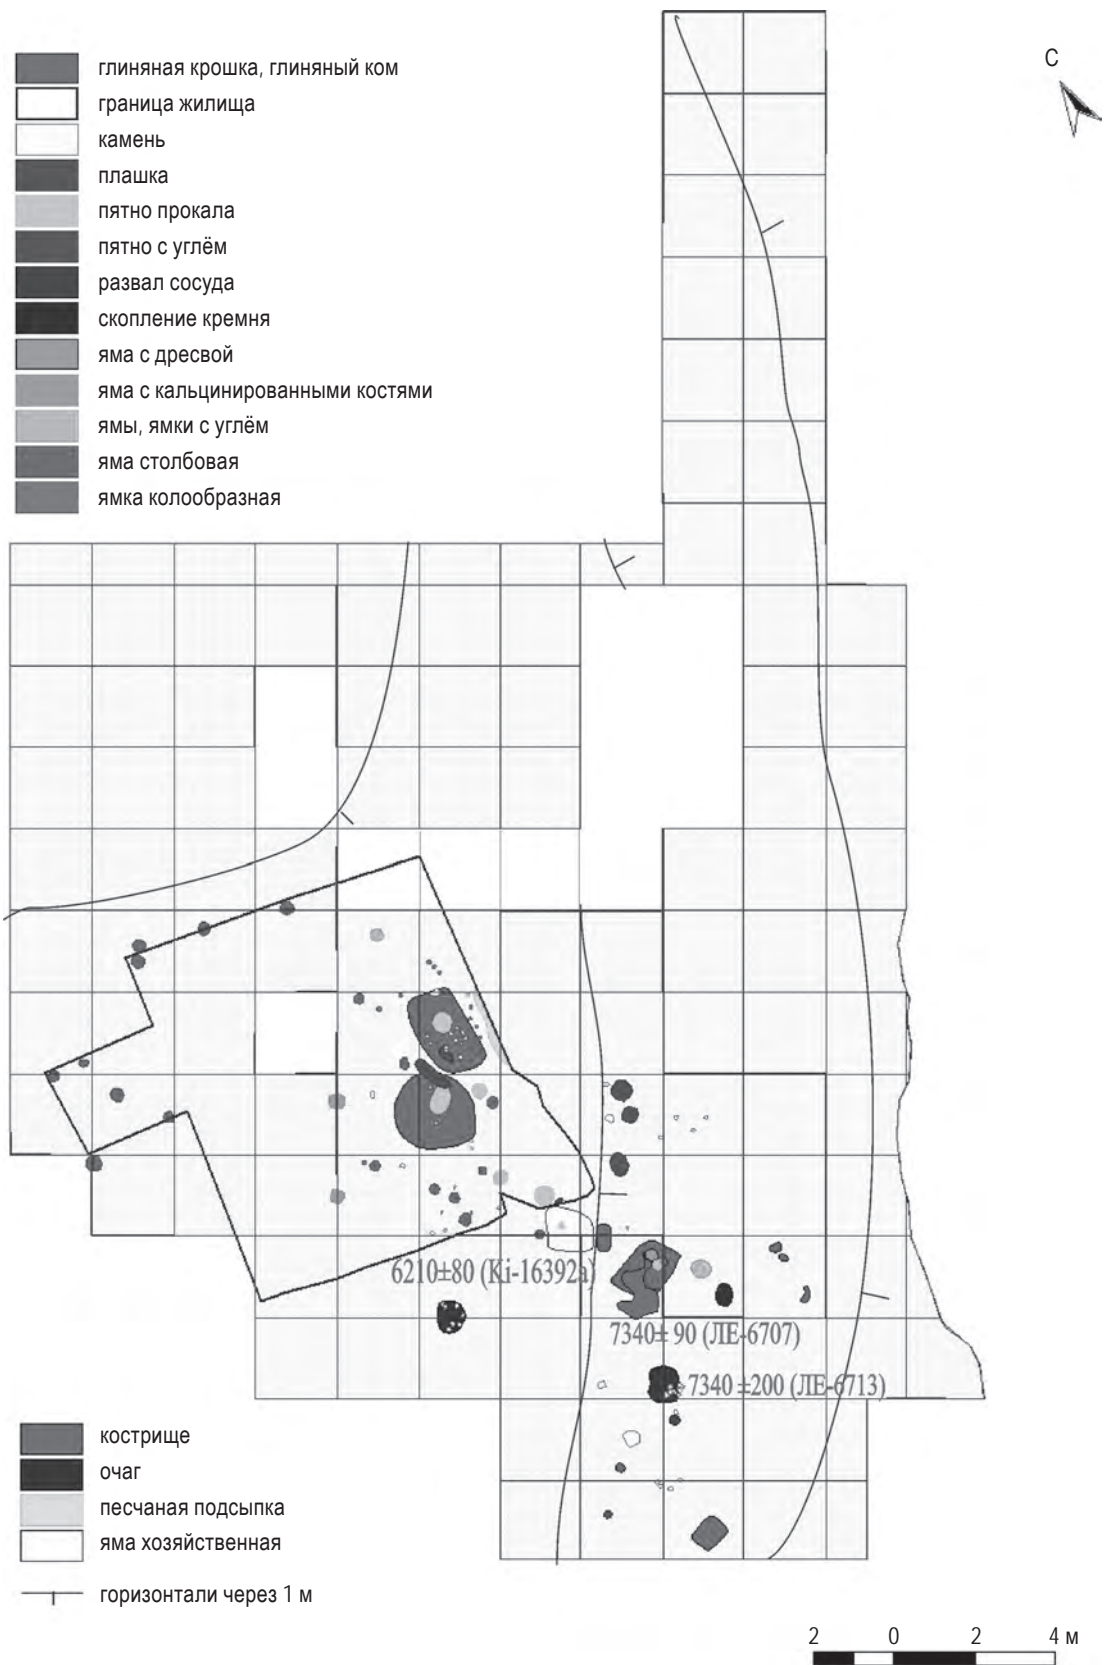 глиняная крошка, глиняный ком
С
граница жилища
камень
плашка
пятно прокала
пятно с углём
развал сосуда
скопление кремня
яма с дресвой
яма с кальцинированными костями
ямы, ямки с углём
яма столбовая
ямка колообразная
6210±80 (Ki-16392a)
7340± 90 (ЛЕ-6707)
7340 ±200 (ЛЕ-6713)
кострище
очаг
песчаная подсыпка
яма хозяйственная
горизонтали через 1 м
2 0 2 4 м